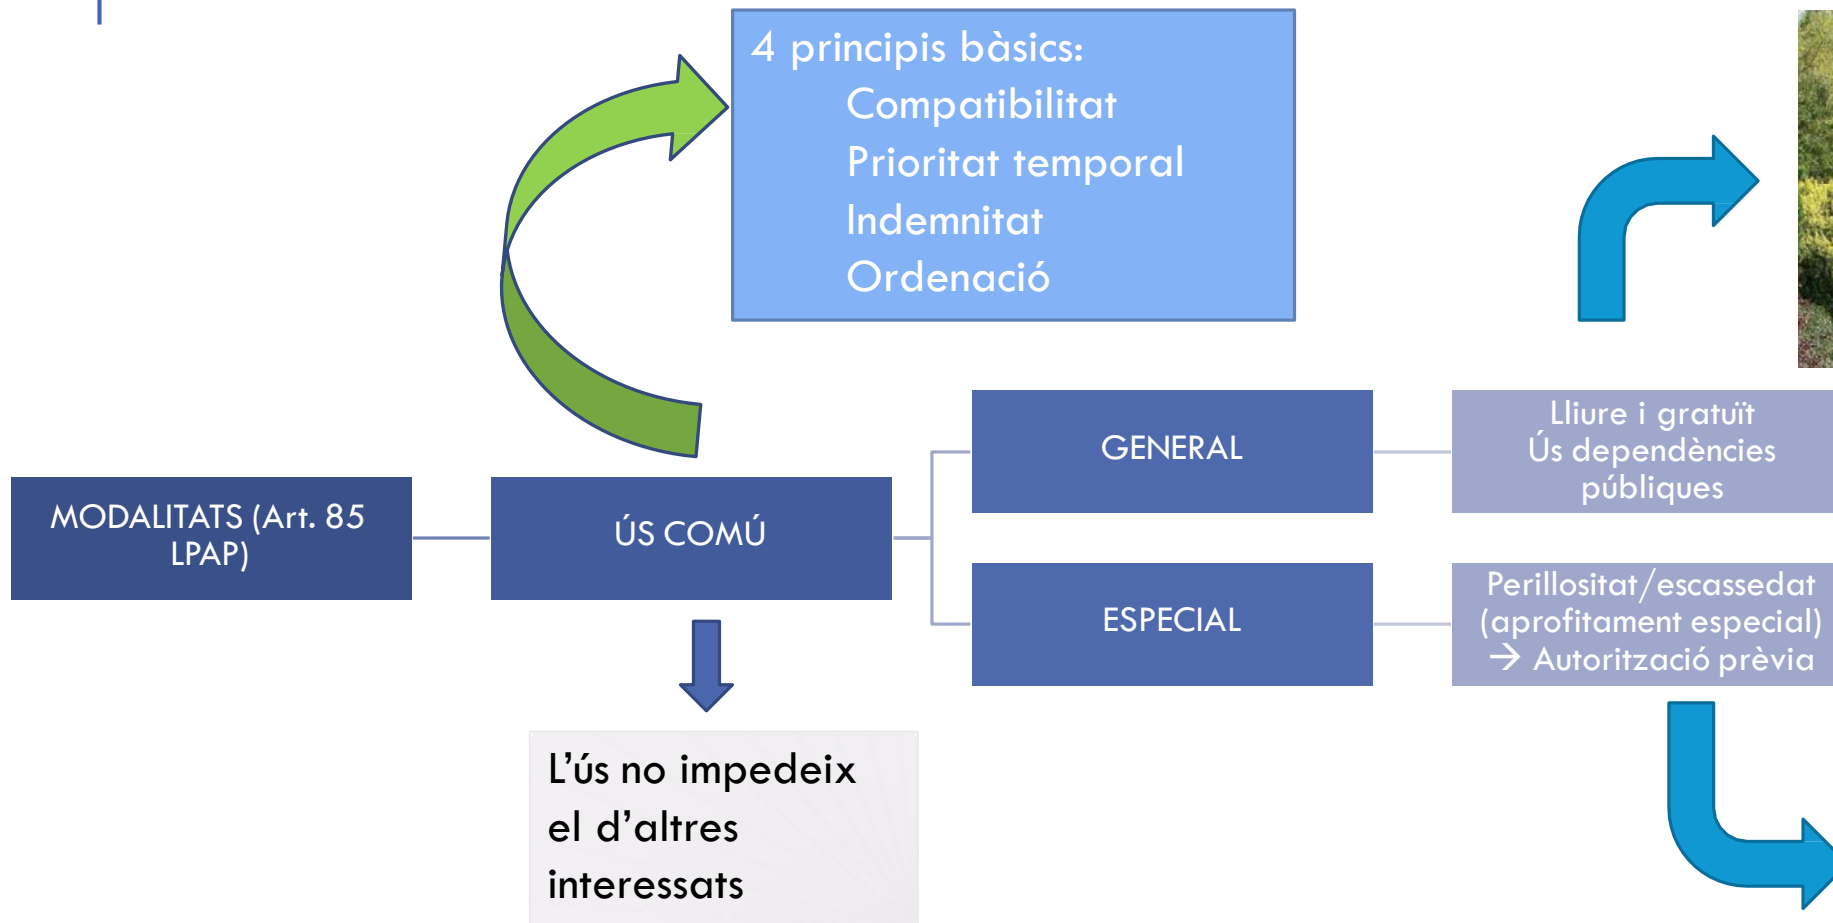 4 principis bàsics:
Compatibilitat
Prioritat temporal
Indemnitat
Ordenació
MODALITATS (Art. 85
LPAP)
ÚS COMÚ
GENERAL
Lliure i gratuït
Ús dependències
públiques
ESPECIAL
Perillositat/escassedat
(aprofitament especial)
→ Autorització prèvia
L’ús no impedeix
el d’altres
interessats